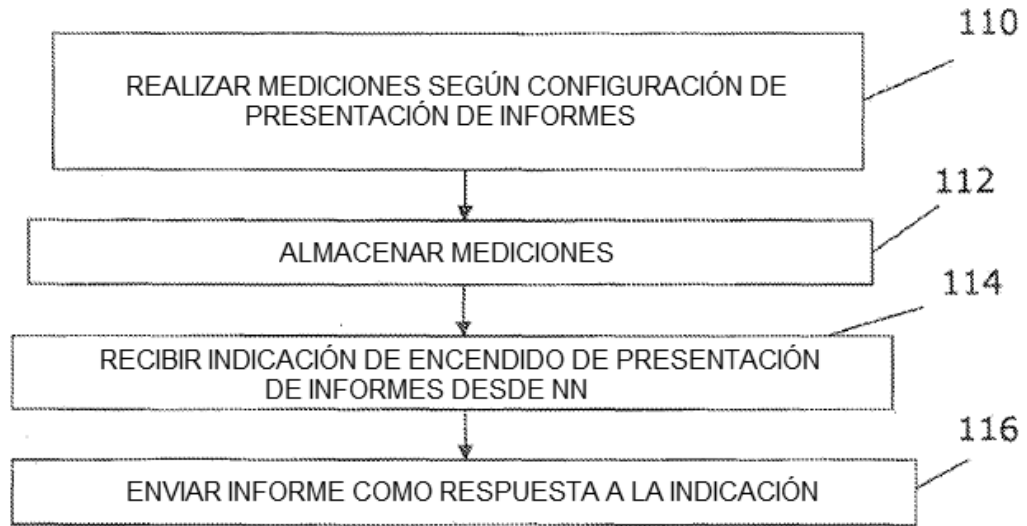 110
REALIZAR MEDICIONES SEGÚN CONFIGURACIÓN DE
PRESENTACIÓN DE INFORMES
112
ALMACENAR MEDICIONES
114
RECIBIR INDICACIÓN DE ENCENDIDO DE PRESENTACIÓN
DE INFORMES DESDE NN
116
ENVIAR INFORME COMO RESPUESTA A LA INDICACIÓN